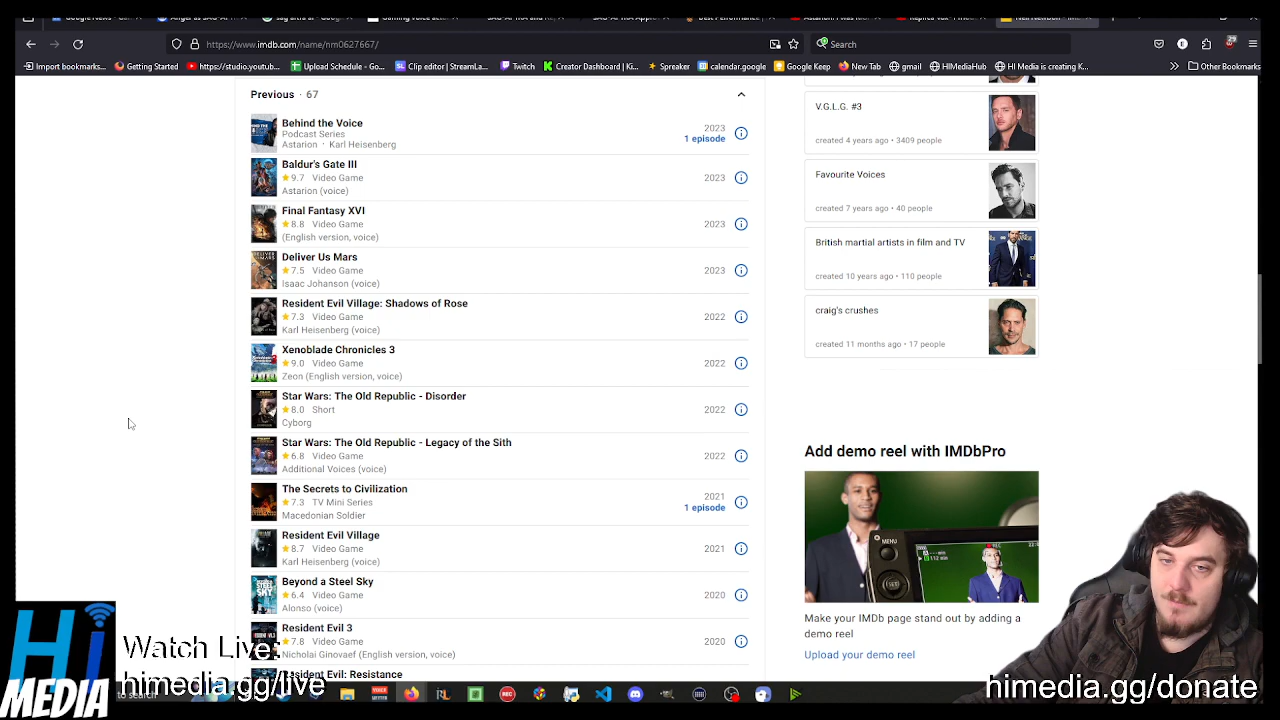 https://www.imdb.com/name/nm0627667/
Search
29
Import bookmarks...
Getting Started
https://studio.youtub...
Upload Schedule - Go...
Clip editor | StreamLa...
Twitch
Creator Dashboard | Ki...
Spreaker
calendar.google
Google Keep
New Tab
gmail
HIMediaHub
HI Media is creating K...
Other Bookmarks
Previous · 67
Behind the Voice
Podcast Series
Astarion · Karl Heisenberg
2023
1 episode
Baldur's Gate III
9.7 Video Game
Astarion (voice)
2023
Final Fantasy XVI
8.8 Video Game
(English version, voice)
2023
Deliver Us Mars
7.5 Video Game
Isaac Johanson (voice)
2023
Resident Evil Village: Shadows of Rose
7.3 Video Game
Karl Heisenberg (voice)
2022
Xenoblade Chronicles 3
9.0 Video Game
Zeon (English version, voice)
2022
Star Wars: The Old Republic - Disorder
8.0 Short
Cyborg
2022
Star Wars: The Old Republic - Legacy of the Sith
6.8 Video Game
Additional Voices (voice)
2022
The Secrets to Civilization
7.3 TV Mini Series
Macedonian Soldier
2021
1 episode
Resident Evil Village
8.7 Video Game
Karl Heisenberg (voice)
2021
Beyond a Steel Sky
6.4 Video Game
Alonso (voice)
2020
Resident Evil 3
7.8 Video Game
Nicholai Ginovaef (English version, voice)
2020
Resident Evil: Resistance
V.G.L.G. #3
created 4 years ago • 3409 people
Favourite Voices
created 7 years ago • 40 people
British martial artists in film and TV
created 10 years ago • 110 people
craig's crushes
created 11 months ago • 17 people
Add demo reel with IMDbPro
MENU
REC
Make your IMDb page stand out by adding a
demo reel
Upload your demo reel
HI
MEDIA
Watch Live:
himedia.gg/live
to search
himedia.gg/donate